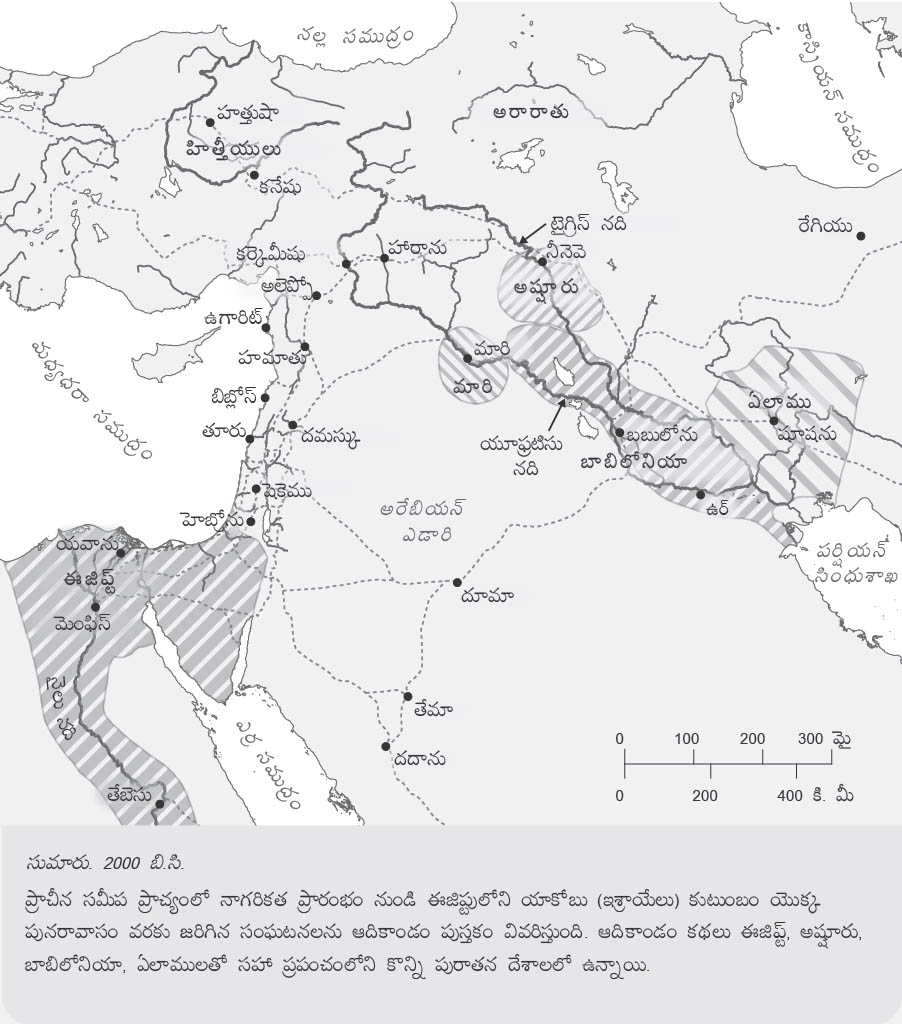 నల్ల సముద్రం
కాస్పియన్ సముద్రం
హత్తుషా
అరారాతు
హిత్తీయులు
కనేషు
టైగ్రిస్ నది
రేగియు
కర్కెమీషు
హారాను
నీనెవె
అలెప్పో
అష్షూరు
ఉగారిట్
మధ్యధరా సముద్రం
హమాతు
మారి
మారి
బిబ్లోస్
ఏలాము
తూరు
దమస్కు
యూఫ్రటిసు
నది
బబులోను
షూషను
బాబిలోనియా
షెకెము
ఉర్
హెబ్రోను
అరేబియన్
ఎడారి
యవాను
పర్షియన్
సింధుశాఖ
ఈజిప్ట్
దూమా
మెంఫిస్
తేమా
ఎర్ర సముద్రం
దదాను
0 100 200 300 మై
0 200 400 కి. మీ
తేబెసు
సుమారు. 2000 బి.సి.
ప్రాచీన సమీప ప్రాచ్యంలో నాగరికత ప్రారంభం నుండి ఈజిప్టులోని యాకోబు (ఇశ్రాయేలు) కుటుంబం యొక్క
పునరావాసం వరకు జరిగిన సంఘటనలను ఆదికాండం పుస్తకం వివరిస్తుంది. ఆదికాండం కథలు ఈజిప్ట్, అష్షూరు,
బాబిలోనియా, ఏలాములతో సహా ప్రపంచంలోని కొన్ని పురాతన దేశాలలో ఉన్నాయి.